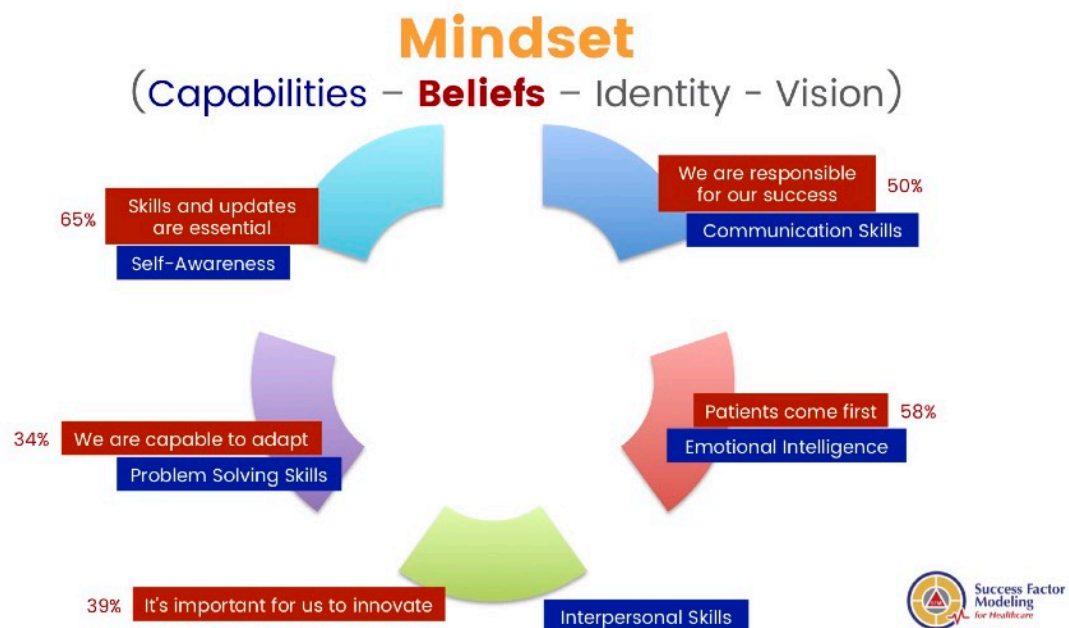 Mindset
(Capabilities – Beliefs – Identity - Vision)
We are responsible
for our success
50%
Communication Skills
65%
Skills and updates
are essential
Self-Awareness
Patients come first
58%
Emotional Intelligence
34%
We are capable to adapt
Problem Solving Skills
39%
It's important for us to innovate
Interpersonal Skills
Success Factor
Modeling
for Healthcare